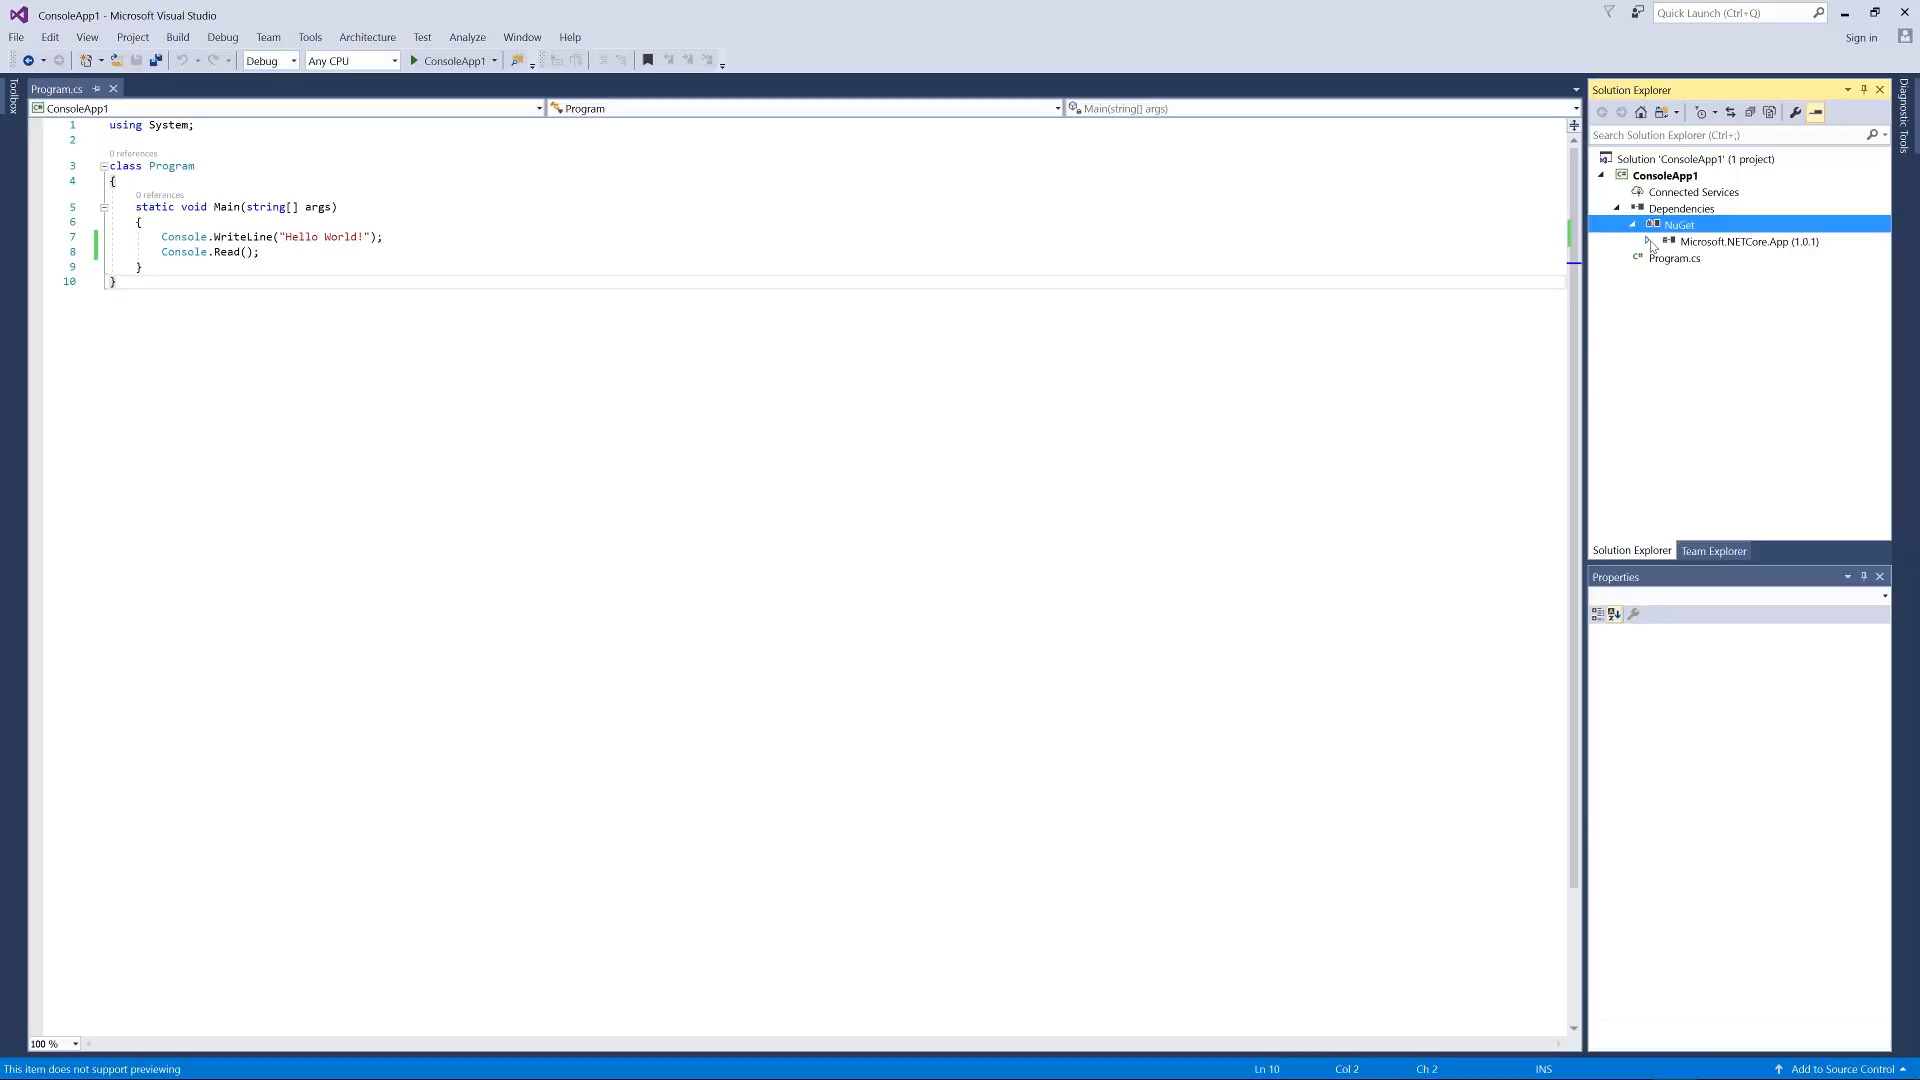 ConsoleApp1 - Microsoft Visual Studio
Quick Launch (Ctrl+Q)
File Edit View Project Build Debug Team Tools Architecture Test Analyze Window Help
Sign in
Debug Any CPU ConsoleApp1
Toolbox
Program.cs
ConsoleApp1 Program Main(string[] args)
1 using System;
2
0 references
3 class Program
4 {
0 references
5 static void Main(string[] args)
6 {
7 Console.WriteLine("Hello World!");
8 Console.Read();
9 }
10 }
100 %
Solution Explorer
Search Solution Explorer (Ctrl+;)
Solution 'ConsoleApp1' (1 project)
C# ConsoleApp1
Connected Services
Dependencies
NuGet
Microsoft.NETCore.App (1.0.1)
C# Program.cs
Solution Explorer Team Explorer
Properties
Diagnostic Tools
This item does not support previewing
Ln 10 Col 2 Ch 2 INS
Add to Source Control